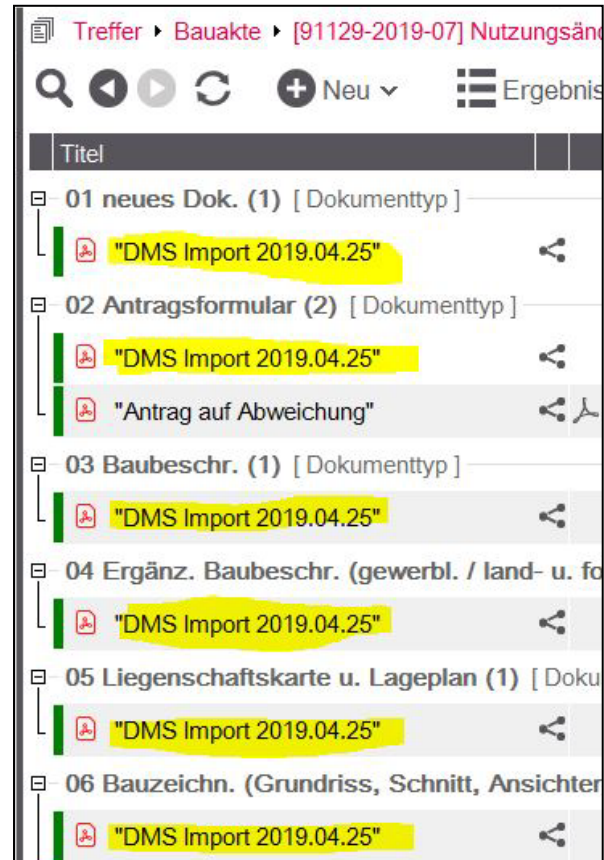 Treffer ▸ Bauakte ▸ [91129-2019-07] Nutzungsänd
Neu Ergebnis
Titel
01 neues Dok. (1) [ Dokumenttyp ]
"DMS Import 2019.04.25"
02 Antragsformular (2) [ Dokumenttyp ]
"DMS Import 2019.04.25"
"Antrag auf Abweichung"
03 Baubeschr. (1) [ Dokumenttyp ]
"DMS Import 2019.04.25"
04 Ergänz. Baubeschr. (gewerbl. / land- u. fo
"DMS Import 2019.04.25"
05 Liegenschaftskarte u. Lageplan (1) [ Doku
"DMS Import 2019.04.25"
06 Bauzeichn. (Grundriss, Schnitt, Ansichten
"DMS Import 2019.04.25"